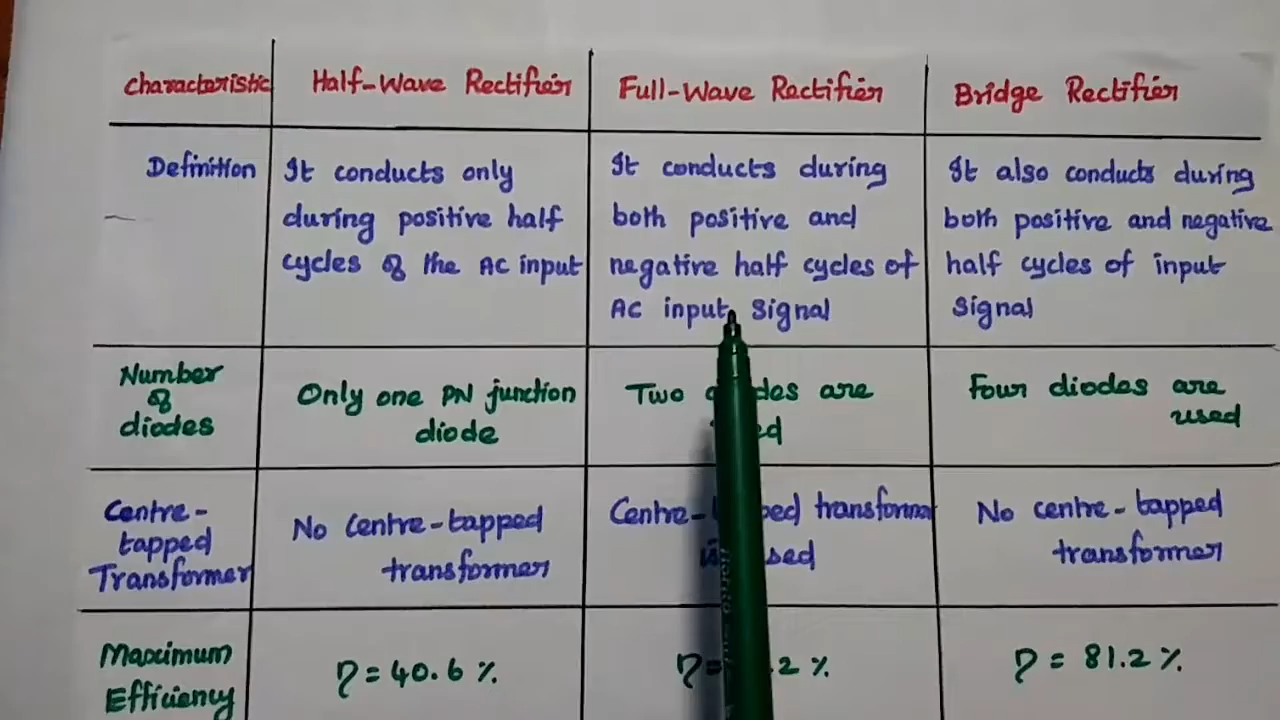 Characteristic Half-Wave Rectifier Full-Wave Rectifier Bridge Rectifier
Definition It conducts only It conducts during It also conducts during
during positive half both positive and both positive and negative
cycles of the AC input negative half cycles of half cycles of input
AC input signal signal
Number Only one PN junction Two are Four diodes are
of diode used
diodes
Centre- No Centre-tapped transformer No centre-tapped
tapped transformer transformer
Transformer
Maximum η = 40.6 % η = 81.2 %
Efficiency